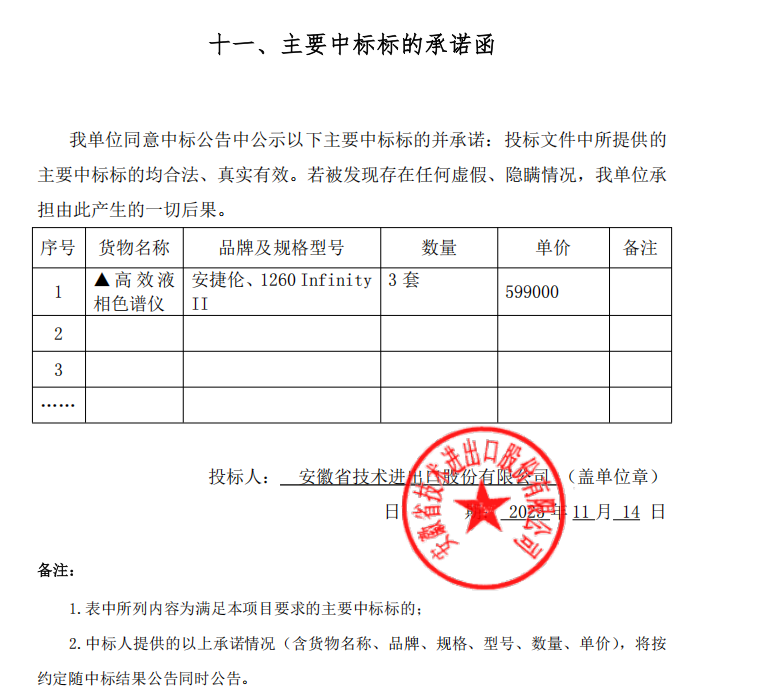 十一、主要中标标的承诺函
我单位同意中标公告中公示以下主要中标标的并承诺：投标文件中所提供的
主要中标标的均合法、真实有效。若被发现存在任何虚假、隐瞒情况，我单位承
担由此产生的一切后果。
序号 货物名称 品牌及规格型号 数量 单价 备注
1 ▲高效液相色谱仪 安捷伦、1260 Infinity II 3 套 599000
2
3
……
投标人： 安徽省技术进出口股份有限公司 （盖单位章）
日 期： 2023 年 11 月 14 日
安徽省技术进出口股份有限公司
备注：
1.表中所列内容为满足本项目要求的主要中标标的；
2.中标人提供的以上承诺情况（含货物名称、品牌、规格、型号、数量、单价），将按
约定随中标结果公告同时公告。